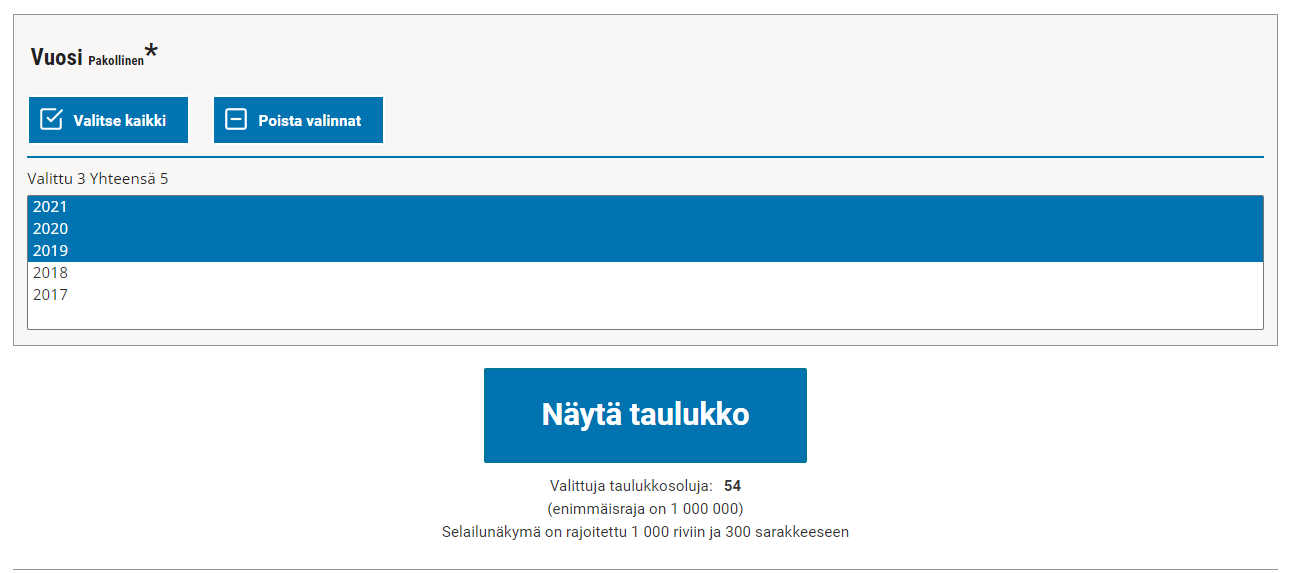 Vuosi Pakollinen*
Valitse kaikki Poista valinnat
Valittu 3 Yhteensä 5
2021
2020
2019
2018
2017
Näytä taulukko
Valittuja taulukkosoluja: 54
(enimmäisraja on 1 000 000)
Selailunäkymä on rajoitettu 1 000 riviin ja 300 sarakkeeseen